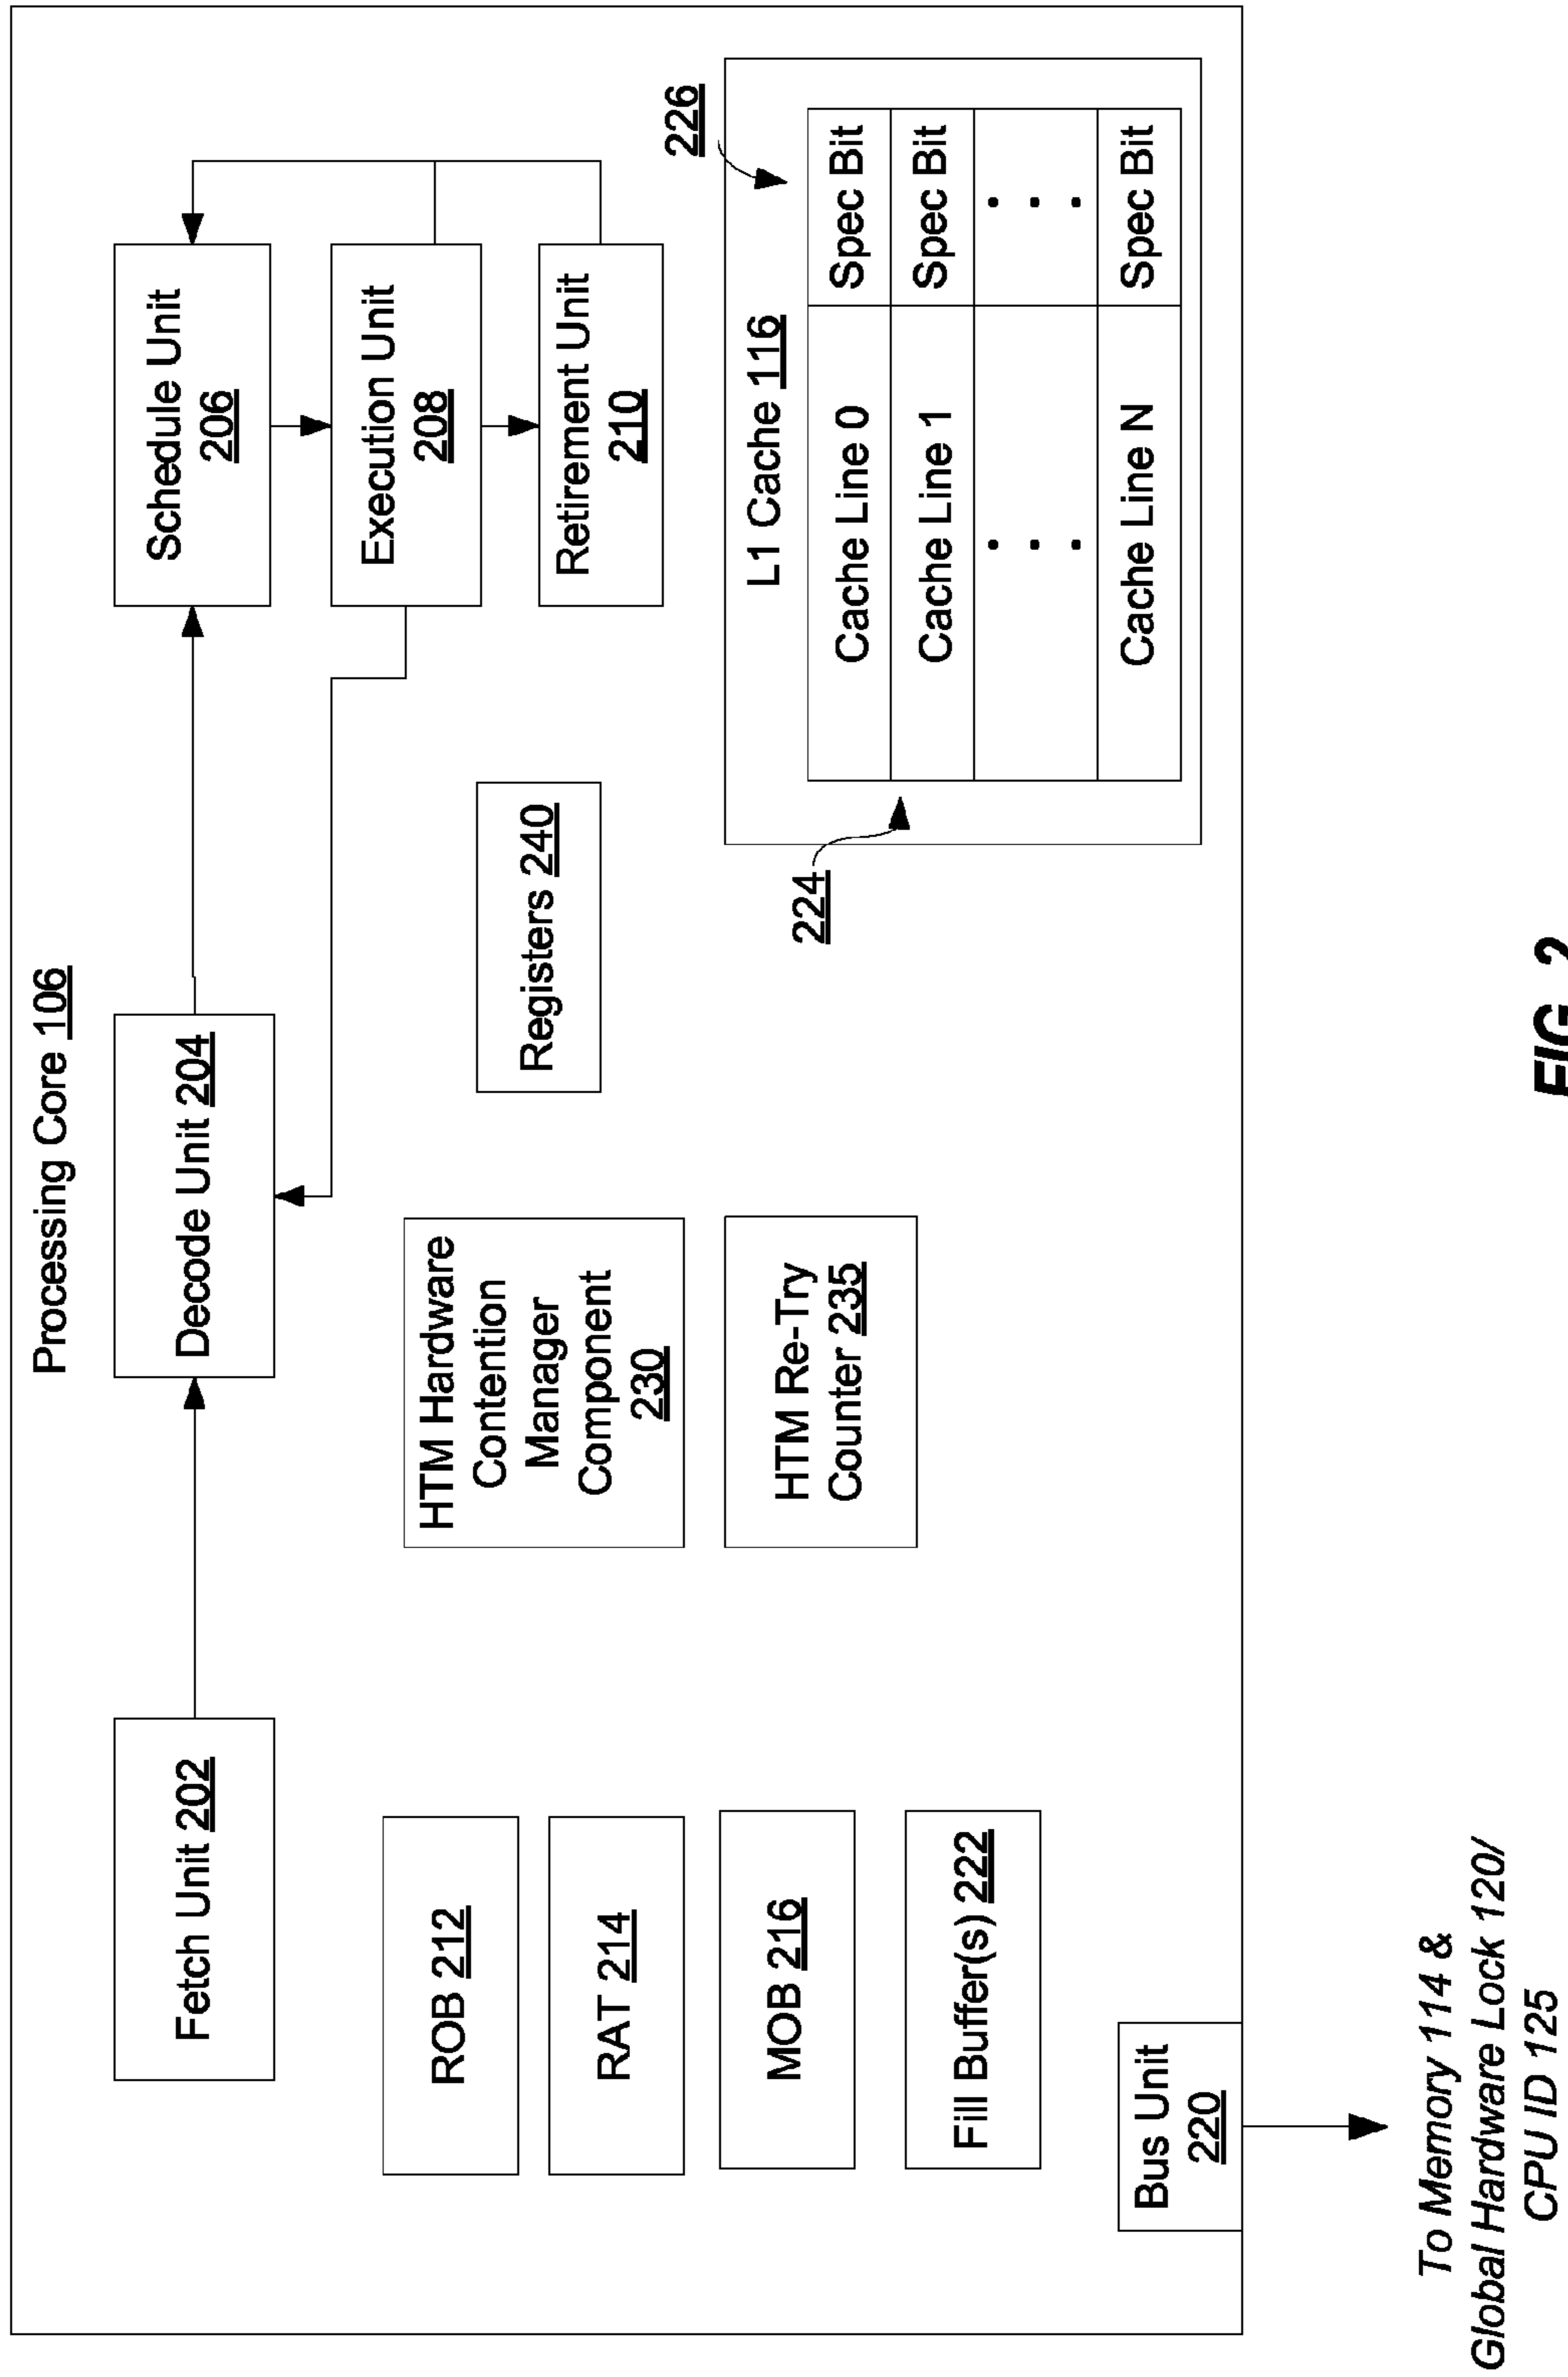 Processing Core 106
Fetch Unit 202
Decode Unit 204
Schedule Unit
206
Execution Unit
208
Retirement Unit
210
ROB 212
RAT 214
MOB 216
Fill Buffer(s) 222
Bus Unit
220
HTM Hardware
Contention
Manager
Component
230
HTM Re-Try
Counter 235
Registers 240
L1 Cache 116
226
224
Cache Line 0 Spec Bit
Cache Line 1 Spec Bit
. . . . . .
Cache Line N Spec Bit
To Memory 114 &
Global Hardware Lock 120/
CPU ID 125
FIG. 2